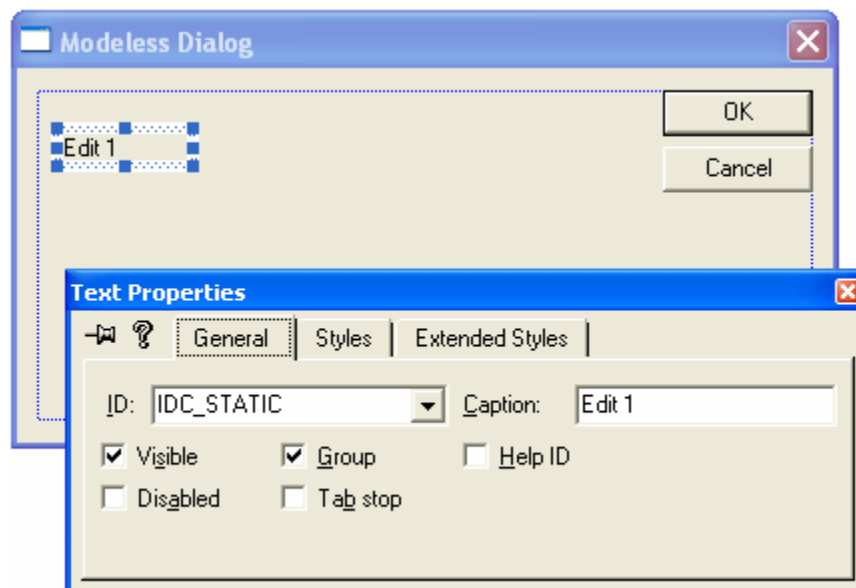 Modeless Dialog
OK
Edit 1
Cancel
Text Properties
General Styles Extended Styles
ID: IDC_STATIC Caption: Edit 1
Visible Group Help ID
Disabled Tab stop